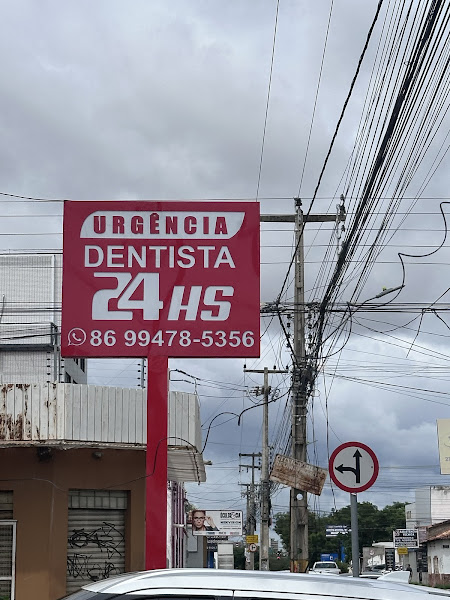 URGÊNCIA
DENTISTA
24HS
86 99478-5356